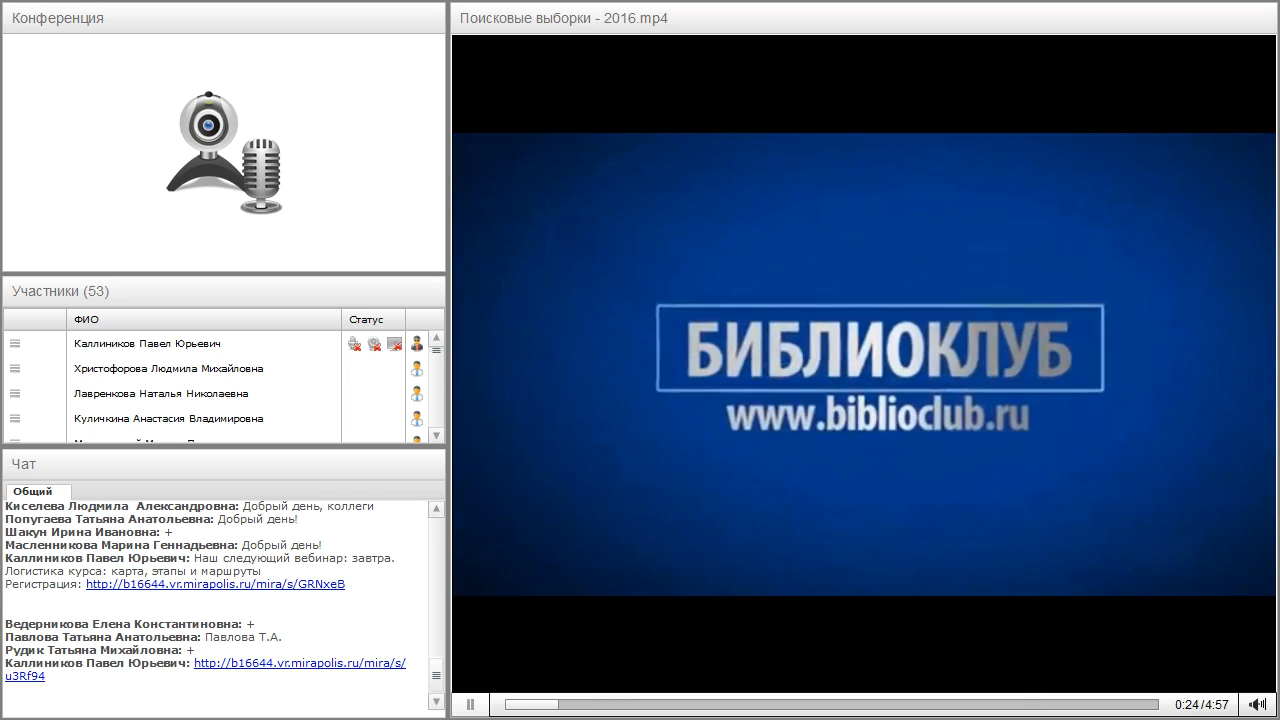 Конференция
Поисковые выборки - 2016.mp4
Участники (53)
ФИО
Статус
Каллиников Павел Юрьевич
Христофорова Людмила Михайловна
Лавренкова Наталья Николаевна
Куличкина Анастасия Владимировна
Чат
Общий
Киселева Людмила Александровна: Добрый день, коллеги
Попугаева Татьяна Анатольевна: Добрый день!
Шакун Ирина Ивановна: +
Масленникова Марина Геннадьевна: Добрый день!
Каллиников Павел Юрьевич: Наш следующий вебинар: завтра.
Логистика курса: карта, этапы и маршруты
Регистрация: http://b16644.vr.mirapolis.ru/mira/s/GRNxeB
Ведерникова Елена Константиновна: +
Павлова Татьяна Анатольевна: Павлова Т.А.
Рудик Татьяна Михайловна: +
Каллиников Павел Юрьевич: http://b16644.vr.mirapolis.ru/mira/s/
u3Rf94
БИБЛИОКЛУБ
www.biblioclub.ru
0:24/4:57